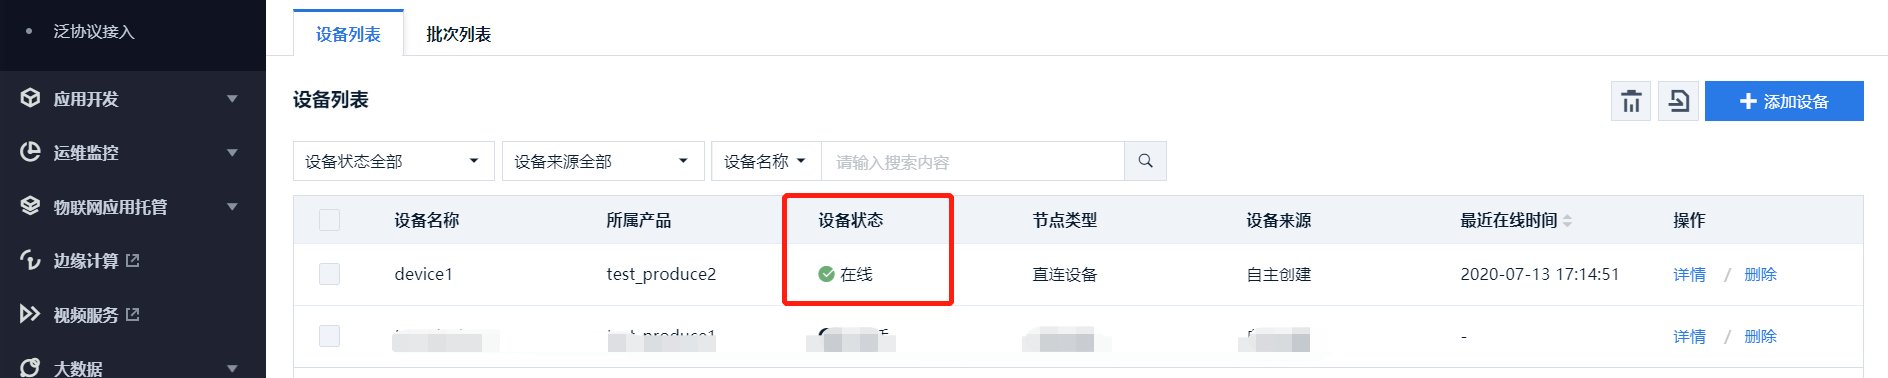 泛协议接入
应用开发
运维监控
物联网应用托管
边缘计算
视频服务
大数据
设备列表 批次列表
设备列表
添加设备
设备状态全部 设备来源全部 设备名称 请输入搜索内容
设备名称 所属产品 设备状态 节点类型 设备来源 最近在线时间 操作
device1 test_produce2 在线 直连设备 自主创建 2020-07-13 17:14:51 详情 / 删除
- 详情 / 删除